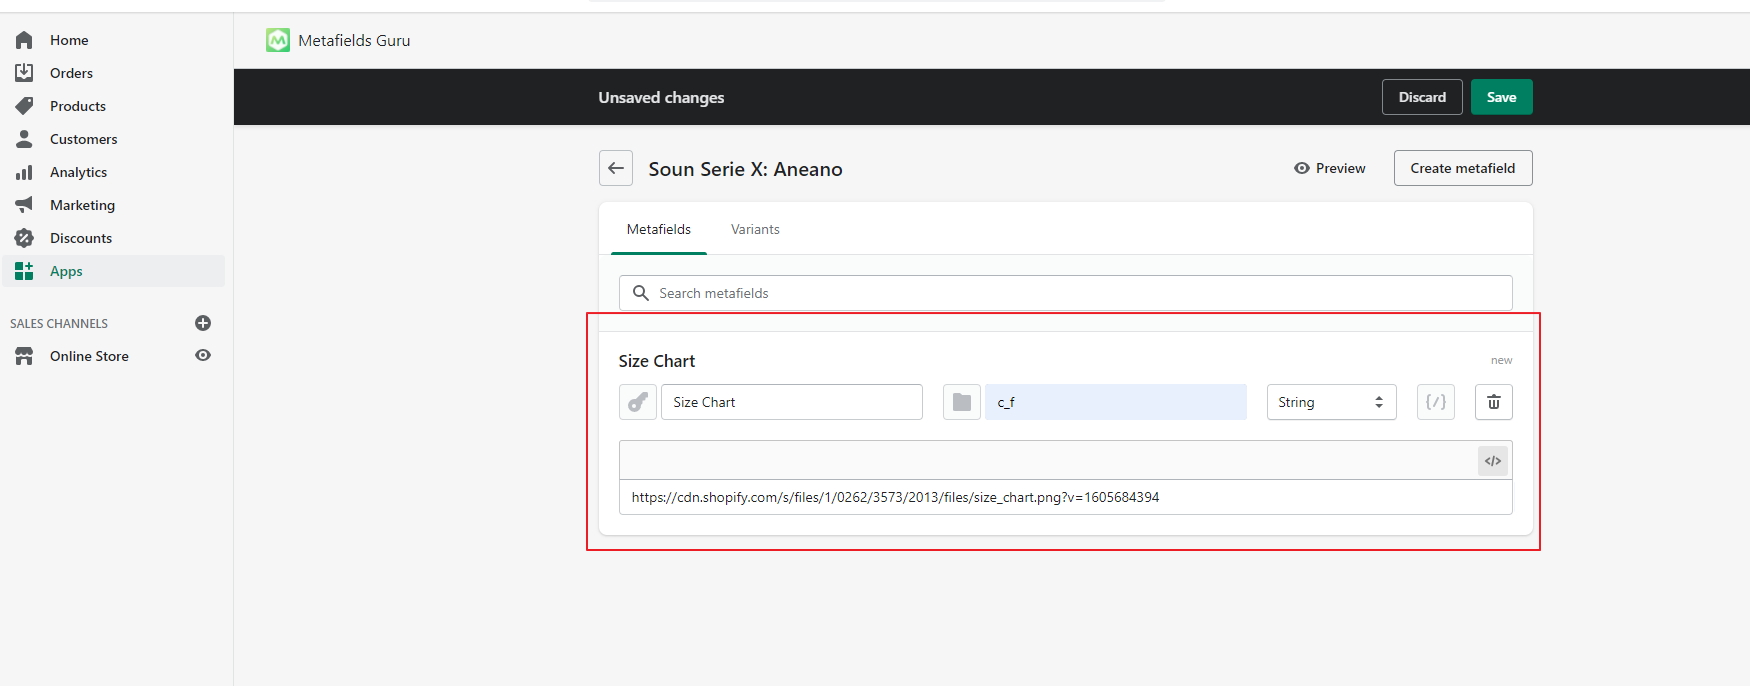 Home
Orders
Products
Customers
Analytics
Marketing
Discounts
Apps
SALES CHANNELS
Online Store
Metafields Guru
Unsaved changes
Discard
Save
Soun Serie X: Aneano
Preview
Create metafield
Metafields
Variants
Search metafields
Size Chart
new
Size Chart
c_f
String
{/}
</>
https://cdn.shopify.com/s/files/1/0262/3573/2013/files/size_chart.png?v=1605684394